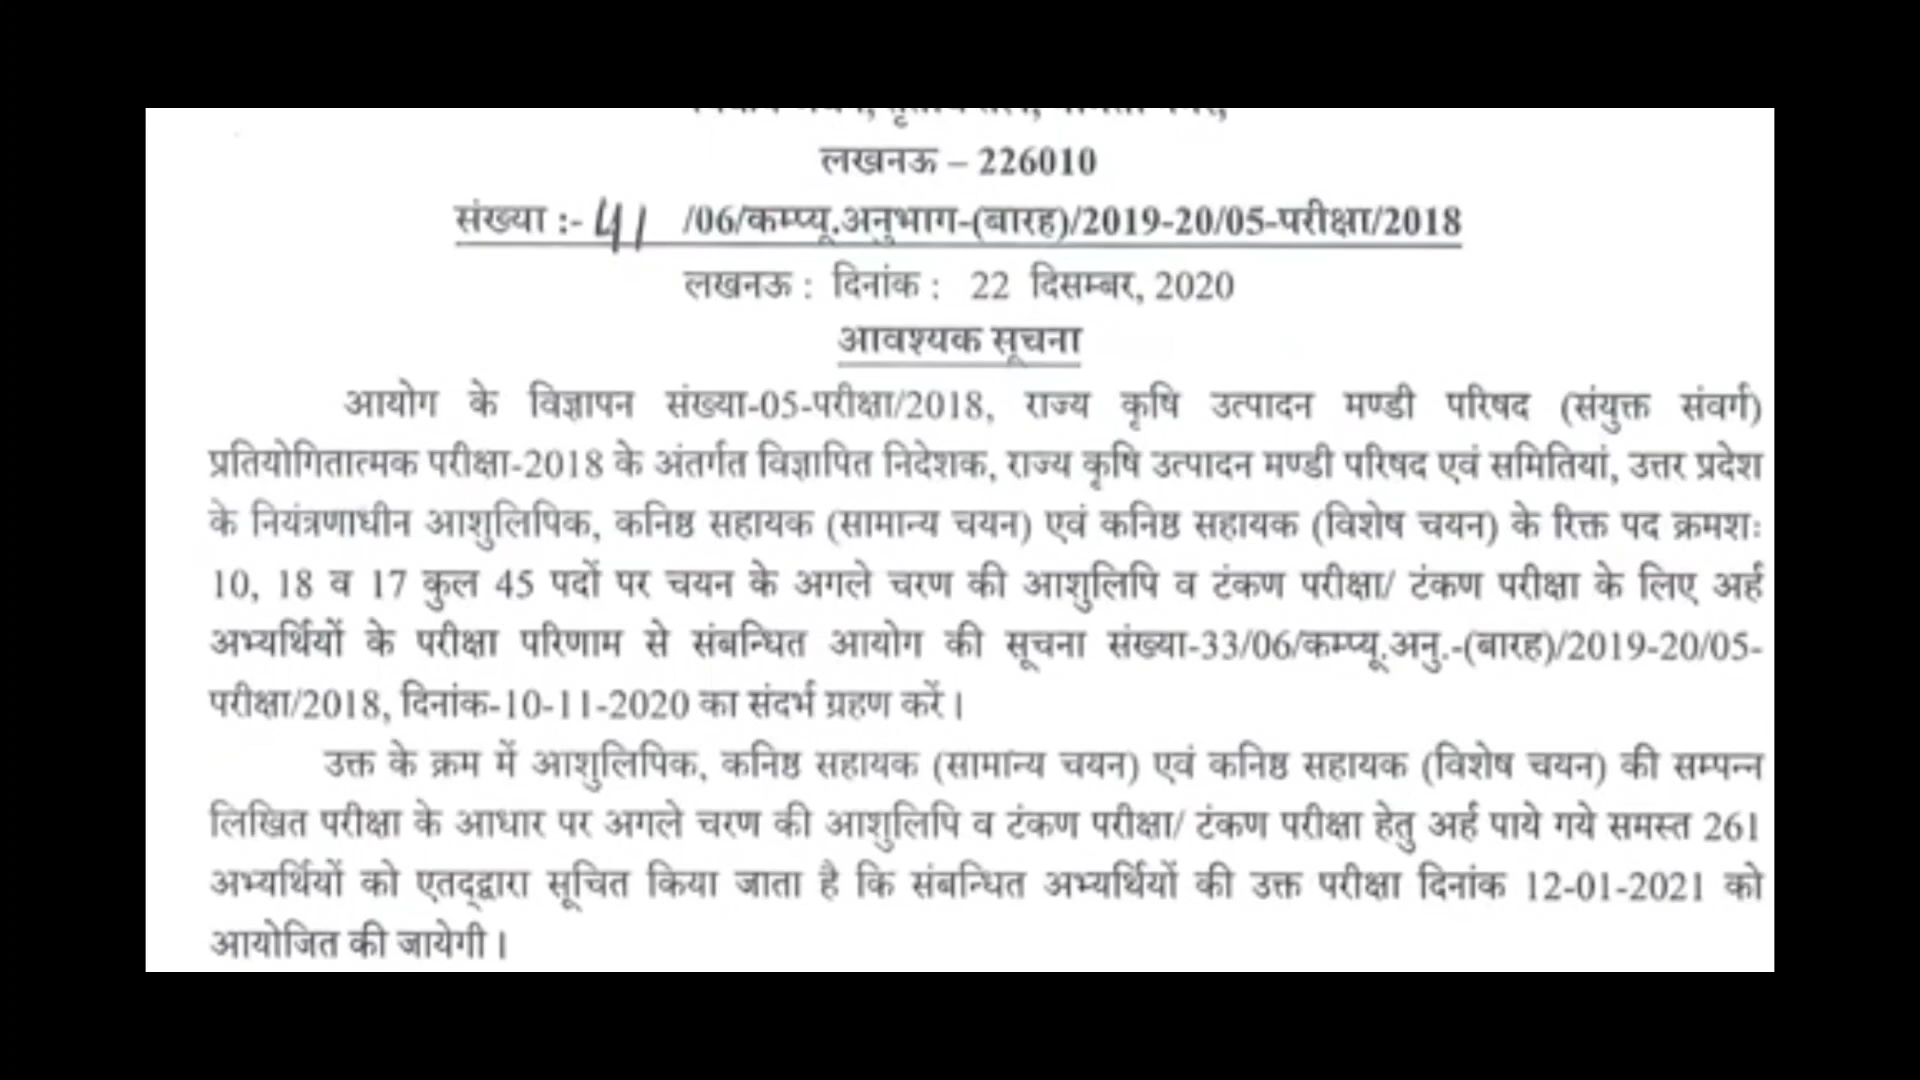 लखनऊ – 226010
संख्या :- 41 /06/कम्प्यू.अनुभाग-(बारह)/2019-20/05-परीक्षा/2018
लखनऊ : दिनांक : 22 दिसम्बर, 2020
आवश्यक सूचना
आयोग के विज्ञापन संख्या-05-परीक्षा/2018, राज्य कृषि उत्पादन मण्डी परिषद (संयुक्त संवर्ग)
प्रतियोगितात्मक परीक्षा-2018 के अंतर्गत विज्ञापित निदेशक, राज्य कृषि उत्पादन मण्डी परिषद एवं समितियां, उत्तर प्रदेश
के नियंत्रणाधीन आशुलिपिक, कनिष्ठ सहायक (सामान्य चयन) एवं कनिष्ठ सहायक (विशेष चयन) के रिक्त पद क्रमशः
10, 18 व 17 कुल 45 पदों पर चयन के अगले चरण की आशुलिपि व टंकण परीक्षा/ टंकण परीक्षा के लिए अर्ह
अभ्यर्थियों के परीक्षा परिणाम से संबन्धित आयोग की सूचना संख्या-33/06/कम्प्यू.अनु.-(बारह)/2019-20/05-
परीक्षा/2018, दिनांक-10-11-2020 का संदर्भ ग्रहण करें।
उक्त के क्रम में आशुलिपिक, कनिष्ठ सहायक (सामान्य चयन) एवं कनिष्ठ सहायक (विशेष चयन) की सम्पन्न
लिखित परीक्षा के आधार पर अगले चरण की आशुलिपि व टंकण परीक्षा/ टंकण परीक्षा हेतु अर्ह पाये गये समस्त 261
अभ्यर्थियों को एतद्द्वारा सूचित किया जाता है कि संबन्धित अभ्यर्थियों की उक्त परीक्षा दिनांक 12-01-2021 को
आयोजित की जायेगी।